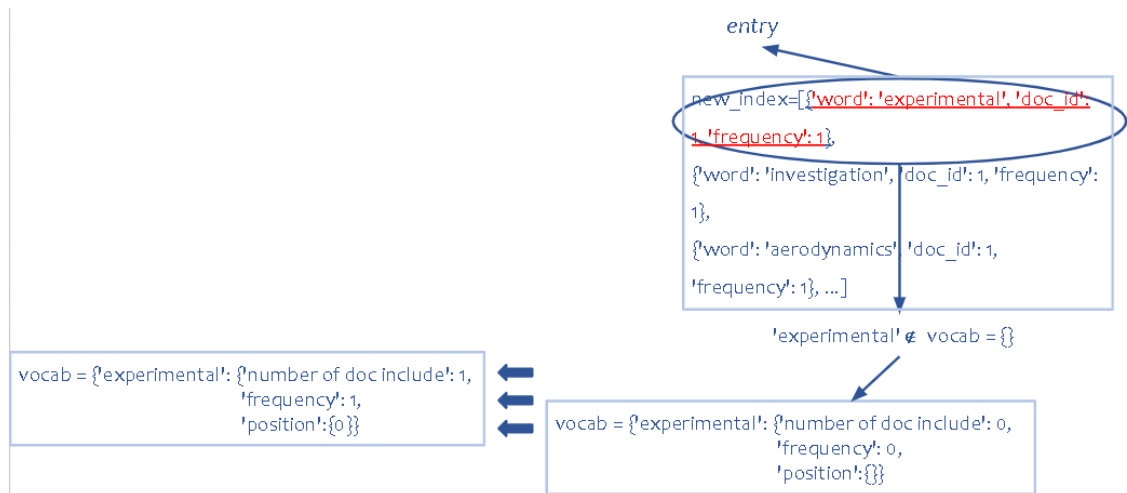 entry
new_index=[{'word': 'experimental', 'doc_id':
1, 'frequency': 1},
{'word': 'investigation', 'doc_id': 1, 'frequency':
1},
{'word': 'aerodynamics', 'doc_id': 1,
'frequency': 1}, ...]
'experimental' ∉ vocab = {}
vocab = {'experimental': {'number of doc include': 1,
'frequency': 1,
'position':{0}}
vocab = {'experimental': {'number of doc include': 0,
'frequency': 0,
'position':{}}